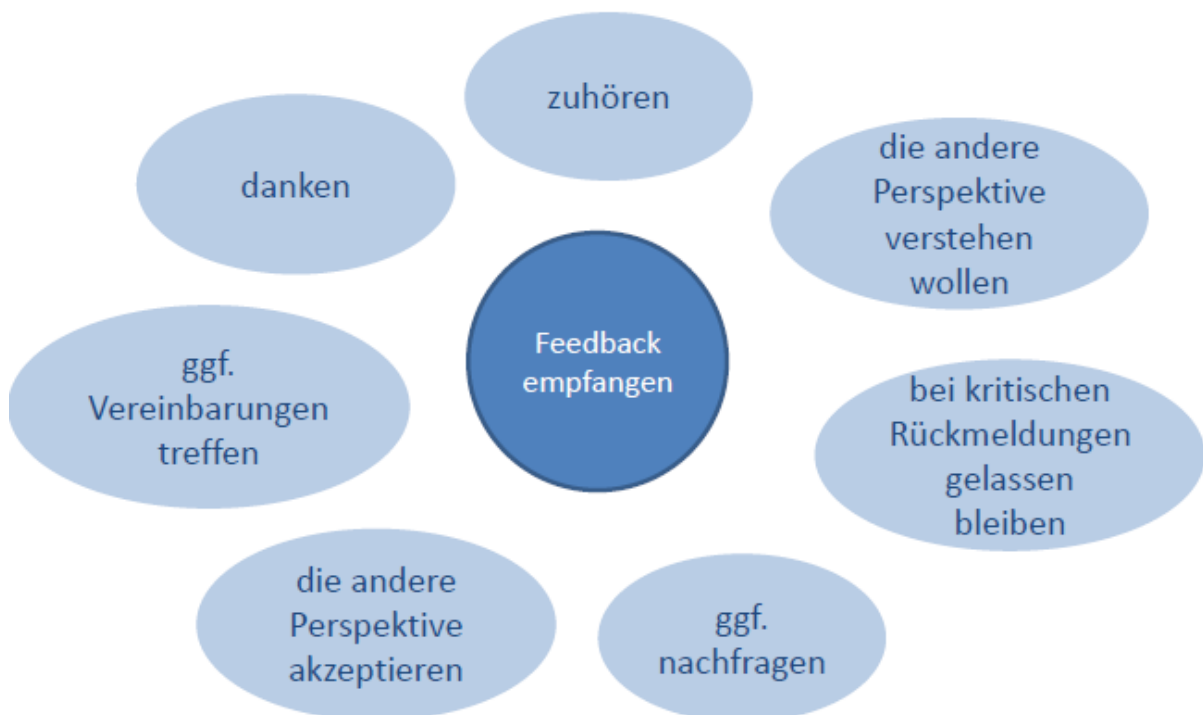 zuhören
die andere
Perspektive
verstehen
wollen
bei kritischen
Rückmeldungen
gelassen
bleiben
ggf.
nachfragen
die andere
Perspektive
akzeptieren
ggf.
Vereinbarungen
treffen
danken
Feedback
empfangen